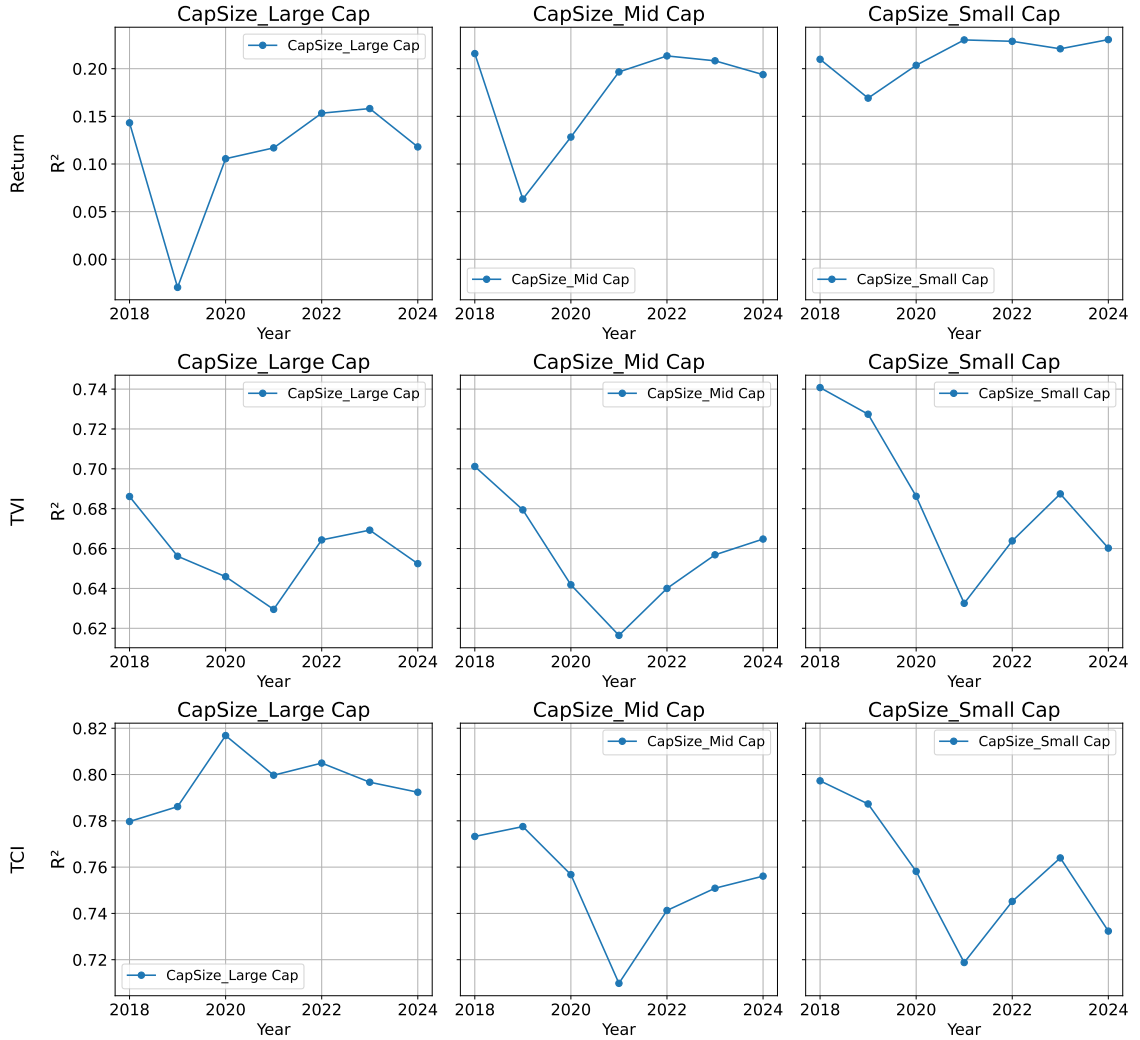 CapSize_Large Cap CapSize_Mid Cap CapSize_Small Cap
Return
R²
0.20
0.15
0.10
0.05
0.00
CapSize_Large Cap
CapSize_Mid Cap
CapSize_Small Cap
2018 2020 2022 2024 2018 2020 2022 2024 2018 2020 2022 2024
Year Year Year
CapSize_Large Cap CapSize_Mid Cap CapSize_Small Cap
TVI
R²
0.74
0.72
0.70
0.68
0.66
0.64
0.62
CapSize_Large Cap
CapSize_Mid Cap
CapSize_Small Cap
2018 2020 2022 2024 2018 2020 2022 2024 2018 2020 2022 2024
Year Year Year
CapSize_Large Cap CapSize_Mid Cap CapSize_Small Cap
TCI
R²
0.82
0.80
0.78
0.76
0.74
0.72
CapSize_Large Cap
CapSize_Mid Cap
CapSize_Small Cap
2018 2020 2022 2024 2018 2020 2022 2024 2018 2020 2022 2024
Year Year Year